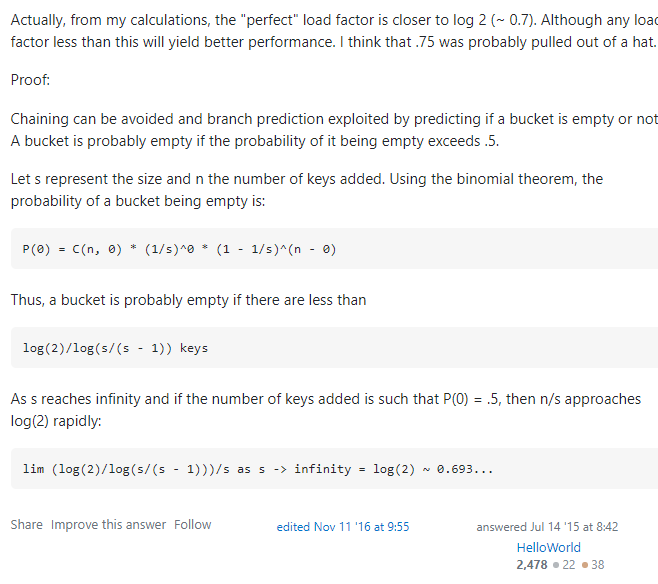 Actually, from my calculations, the "perfect" load factor is closer to log 2 (~ 0.7). Although any loa
factor less than this will yield better performance. I think that .75 was probably pulled out of a hat.
Proof:
Chaining can be avoided and branch prediction exploited by predicting if a bucket is empty or not
A bucket is probably empty if the probability of it being empty exceeds .5.
Let s represent the size and n the number of keys added. Using the binomial theorem, the
probability of a bucket being empty is:
P(0) = C(n, 0) * (1/s)^0 * (1 - 1/s)^(n - 0)
Thus, a bucket is probably empty if there are less than
log(2)/log(s/(s - 1)) keys
As s reaches infinity and if the number of keys added is such that P(0) = .5, then n/s approaches
log(2) rapidly:
lim (log(2)/log(s/(s - 1)))/s as s -> infinity = log(2) ~ 0.693...
Share Improve this answer Follow
edited Nov 11 '16 at 9:55
answered Jul 14 '15 at 8:42
HelloWorld
2,478 ● 22 ● 38